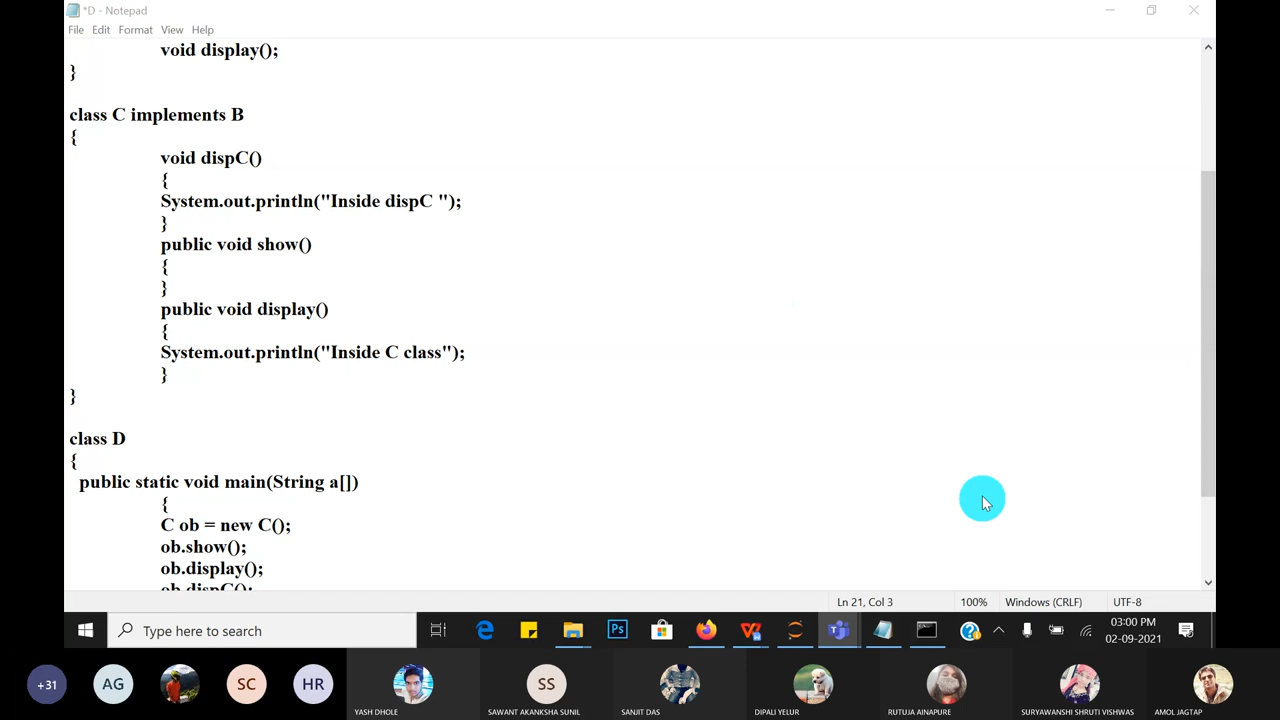 *D - Notepad
File Edit Format View Help
void display();
}
class C implements B
{
void dispC()
{
System.out.println("Inside dispC ");
}
public void show()
{
}
public void display()
{
System.out.println("Inside C class");
}
}
class D
{
public static void main(String a[])
{
C ob = new C();
ob.show();
ob.display();
ob.dispC();
Ln 21, Col 3 100% Windows (CRLF) UTF-8
Type here to search
Ps
03:00 PM
02-09-2021
+31 AG SC HR SS
YASH DHOLE SAWANT AKANKSHA SUNIL SANJIT DAS DIPALI YELUR RUTUJA AINAPURE SURYAWANSHI SHRUTI VISHWAS AMOL JAGTAP